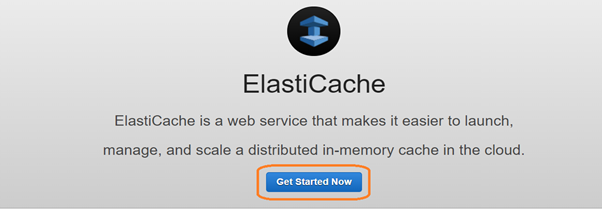 ElastiCache
ElastiCache is a web service that makes it easier to launch,
manage, and scale a distributed in-memory cache in the cloud.
Get Started Now